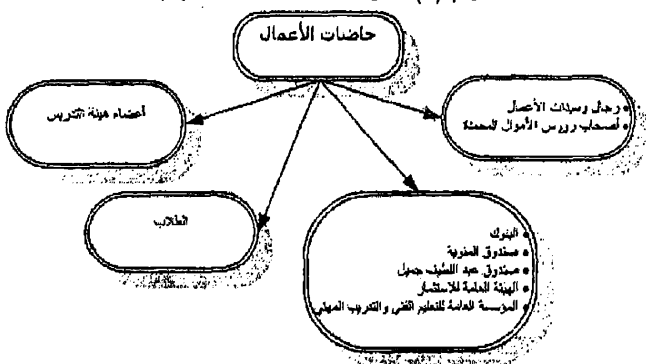 حاضنات الأعمال
رجال وسيدات الأعمال
أصحاب رؤوس الأموال
أعضاء هيئة التدريس
الطلاب
البنوك
صندوق المئوية
صندوق عبد اللطيف جميل
الهيئة العامة للاستثمار
المؤسسة العامة للتعليم الفني والتدريب المهني